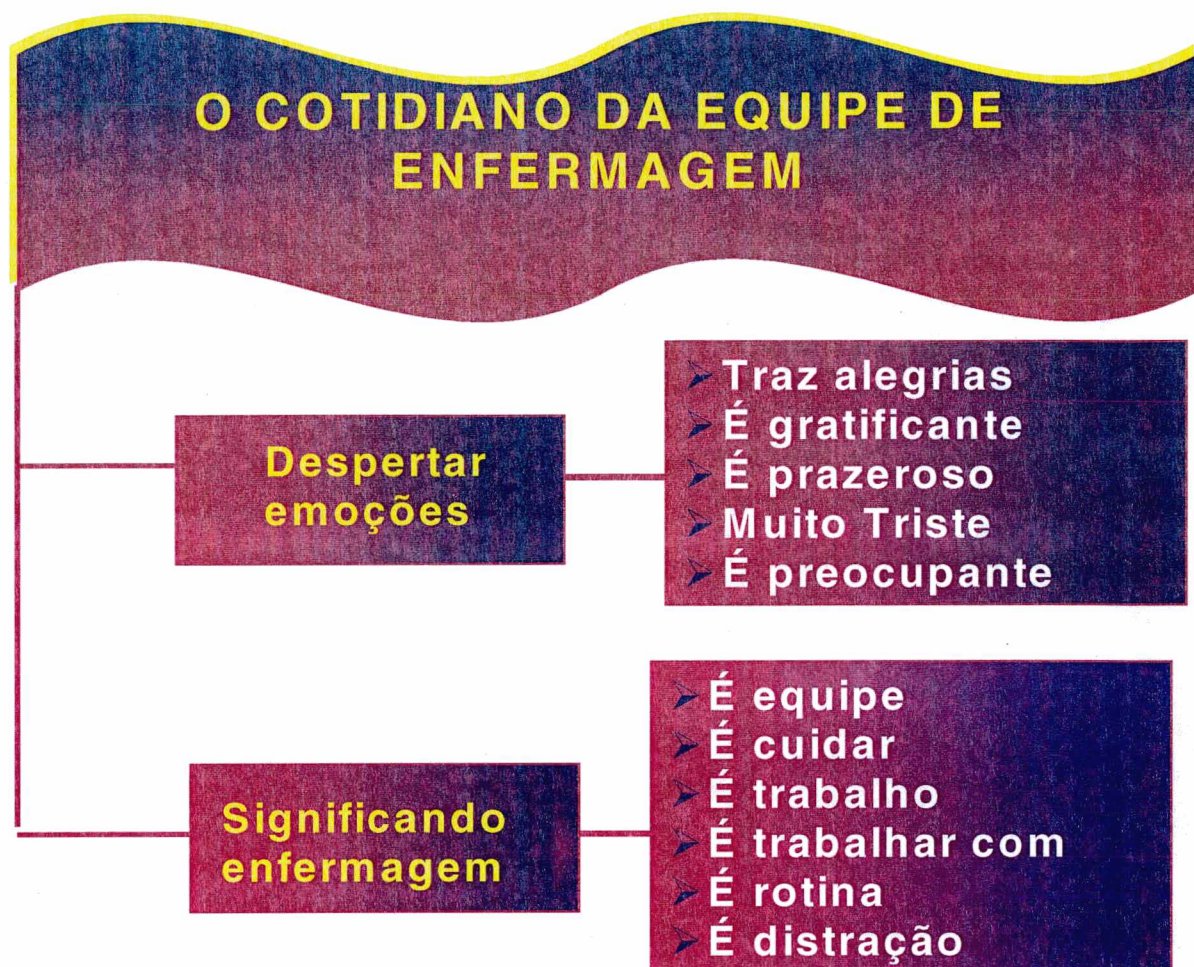 O COTIDIANO DA EQUIPE DE
ENFERMAGEM
Despertar
emoções
Traz alegrias
É gratificante
É prazeroso
Muito Triste
É preocupante
Significando
enfermagem
É equipe
É cuidar
É trabalho
É trabalhar com
É rotina
É distração